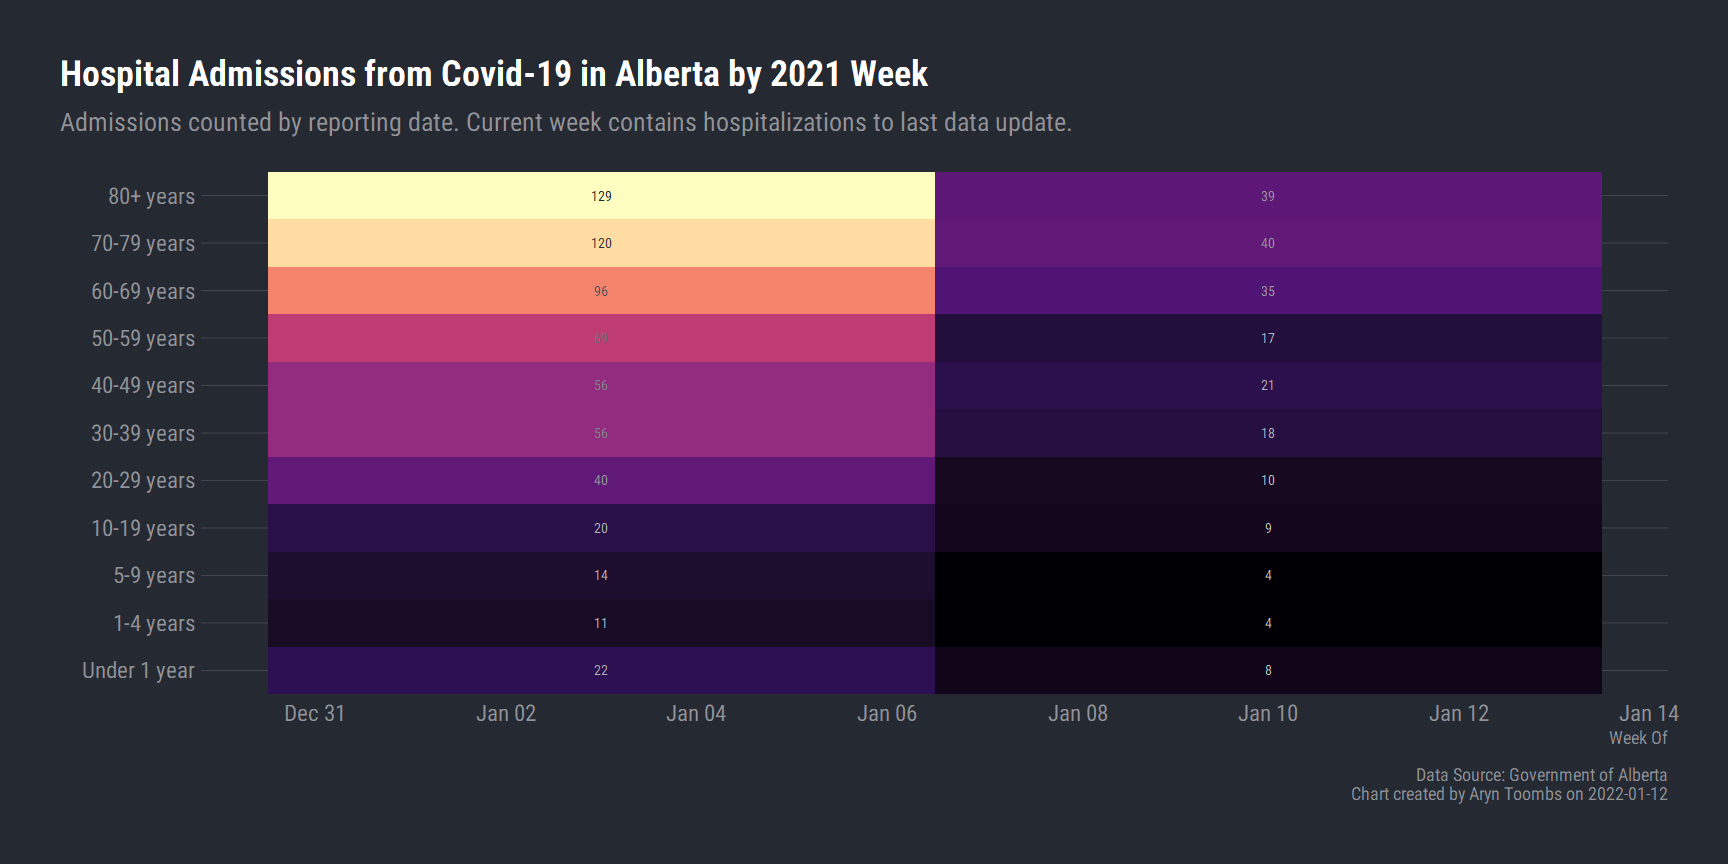 Hospital Admissions from Covid-19 in Alberta by 2021 Week
Admissions counted by reporting date. Current week contains hospitalizations to last data update.
80+ years 129 39
70-79 years 120 40
60-69 years 96 35
50-59 years 69 17
40-49 years 56 21
30-39 years 56 18
20-29 years 40 10
10-19 years 20 9
5-9 years 14 4
1-4 years 11 4
Under 1 year 22 8
Dec 31 Jan 02 Jan 04 Jan 06 Jan 08 Jan 10 Jan 12 Jan 14
Week Of
Data Source: Government of Alberta
Chart created by Aryn Toombs on 2022-01-12